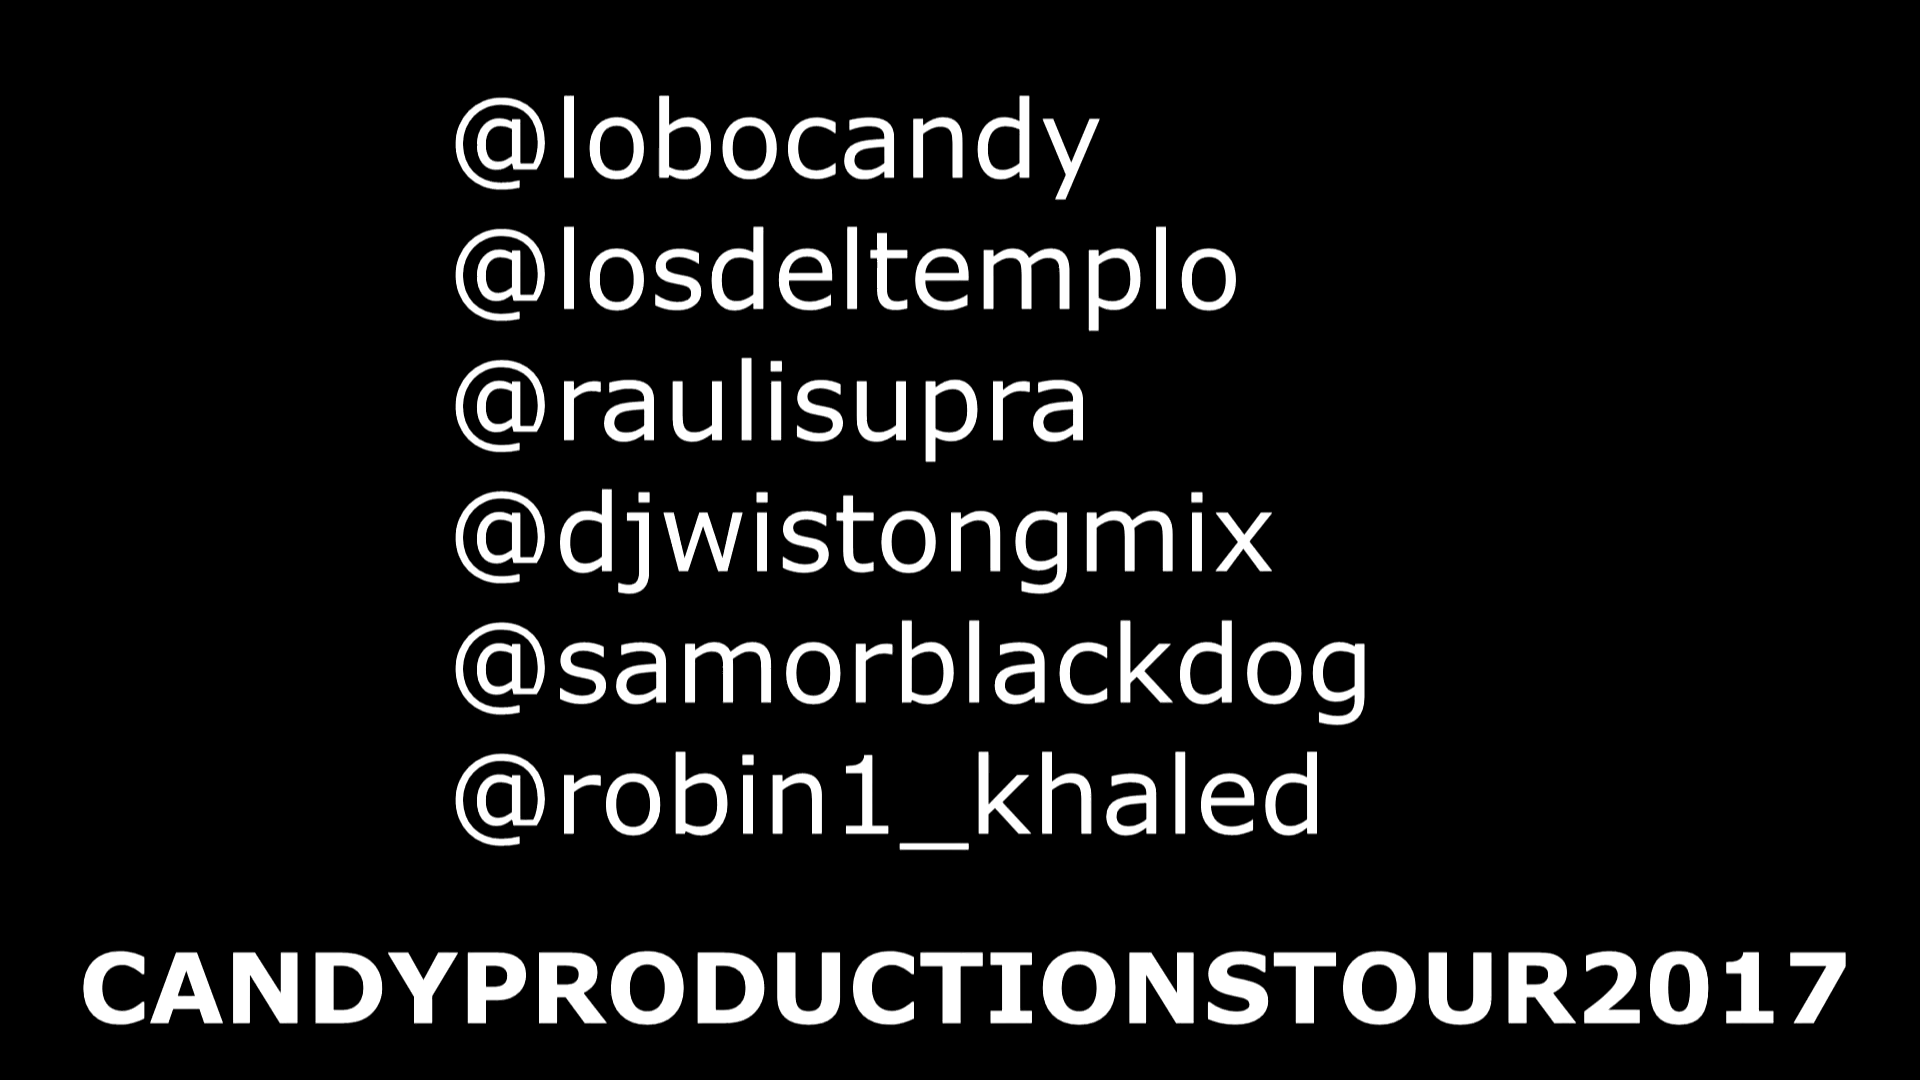 @lobocandy
@losdeltemplo
@raulisupra
@djwistongmix
@samorblackdog
@robin1_khaled
CANDYPRODUCTIONSTOUR2017